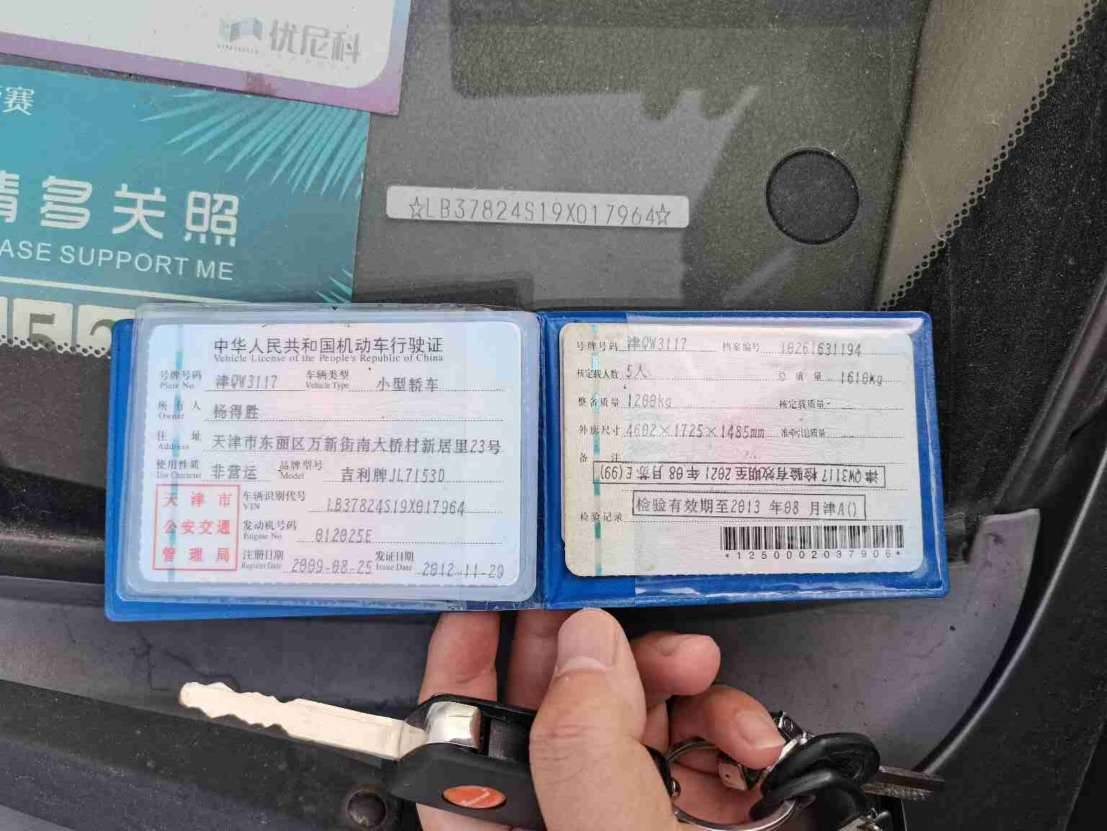 优尼科
赛
情多关照
ASE SUPPORT ME
☆LB37824S19X017964☆
中华人民共和国机动车行驶证
Vehicle License of the People's Republic of China
号牌号码 津QW3117 车辆类型 小型轿车
Plate No. Vehicle Type
所有人 杨得胜
Owner
住址 天津市东丽区万新街南大桥村新居里23号
Address
使用性质 非营运 品牌型号 吉利牌JL7153D
Use Character Model
天津市
公安交通
管理局
车辆识别代号 LB37824S19X017964
VIN
发动机号码 012025E
Engine No.
注册日期 2009-08-25 发证日期 2012-11-20
Register Date Issue Date
号牌号码 津QW3117 档案编号 18261631194
核定载人数 5人 总质量 1610kg
整备质量 1200kg 核定载质量 -
外廓尺寸 4602×1725×1485mm 准牵引总质量
备注
津QW3117 检验有效期至2021年08月 津E(99)
检验记录 检验有效期至2013 年08 月津A()
*1250002037906*